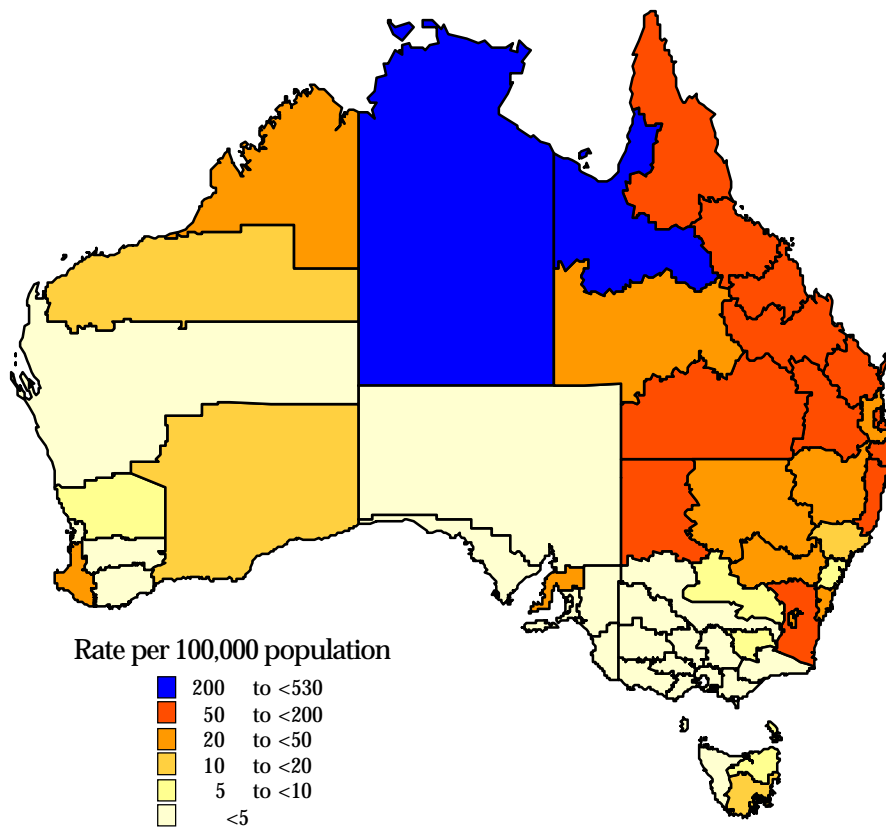 Rate per 100,000 population
200 to <530
50 to <200
20 to <50
10 to <20
5 to <10
<5